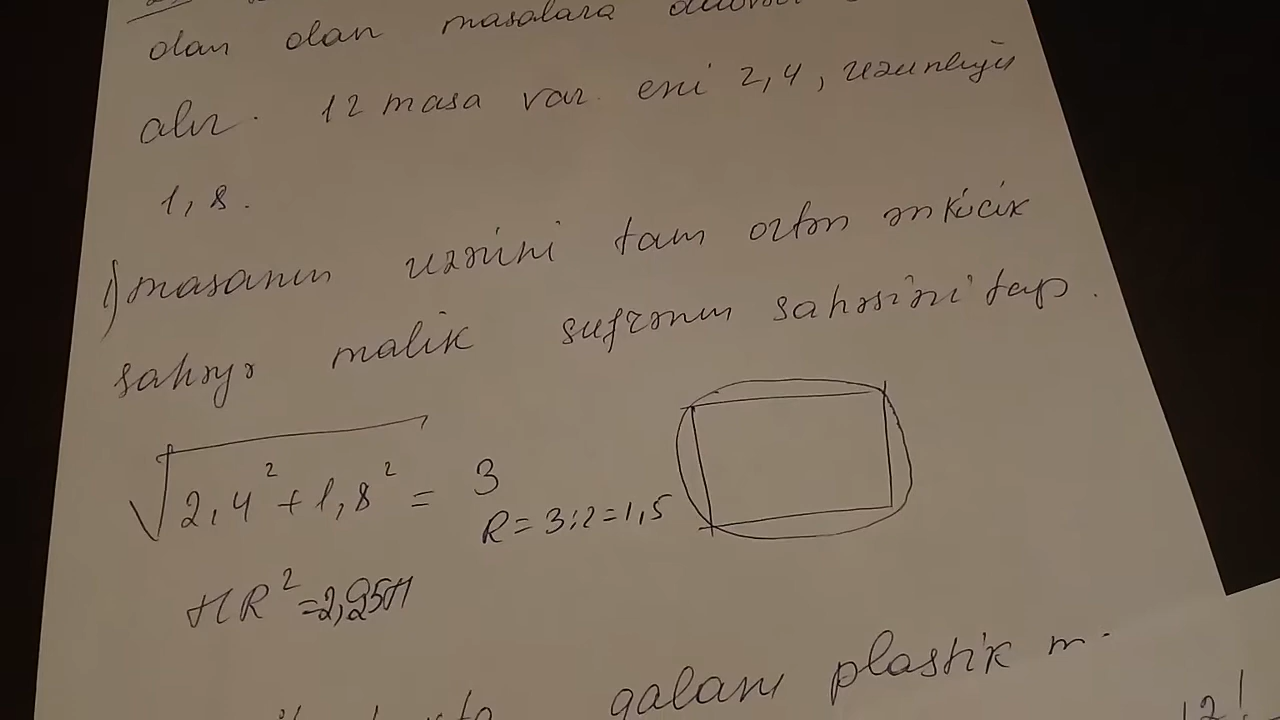 olan olan masalara
alır. 12 masa var. eni 2,4, uzunluğu
1,8.
1) masanın üzərini tam örtən ən kiçik
sahəyə malik süfrənin sahəsini tap.
√2,4² + 1,8² = 3
R = 3:2 = 1,5
πR² = 2,25π
qalanı plastik m.
12!